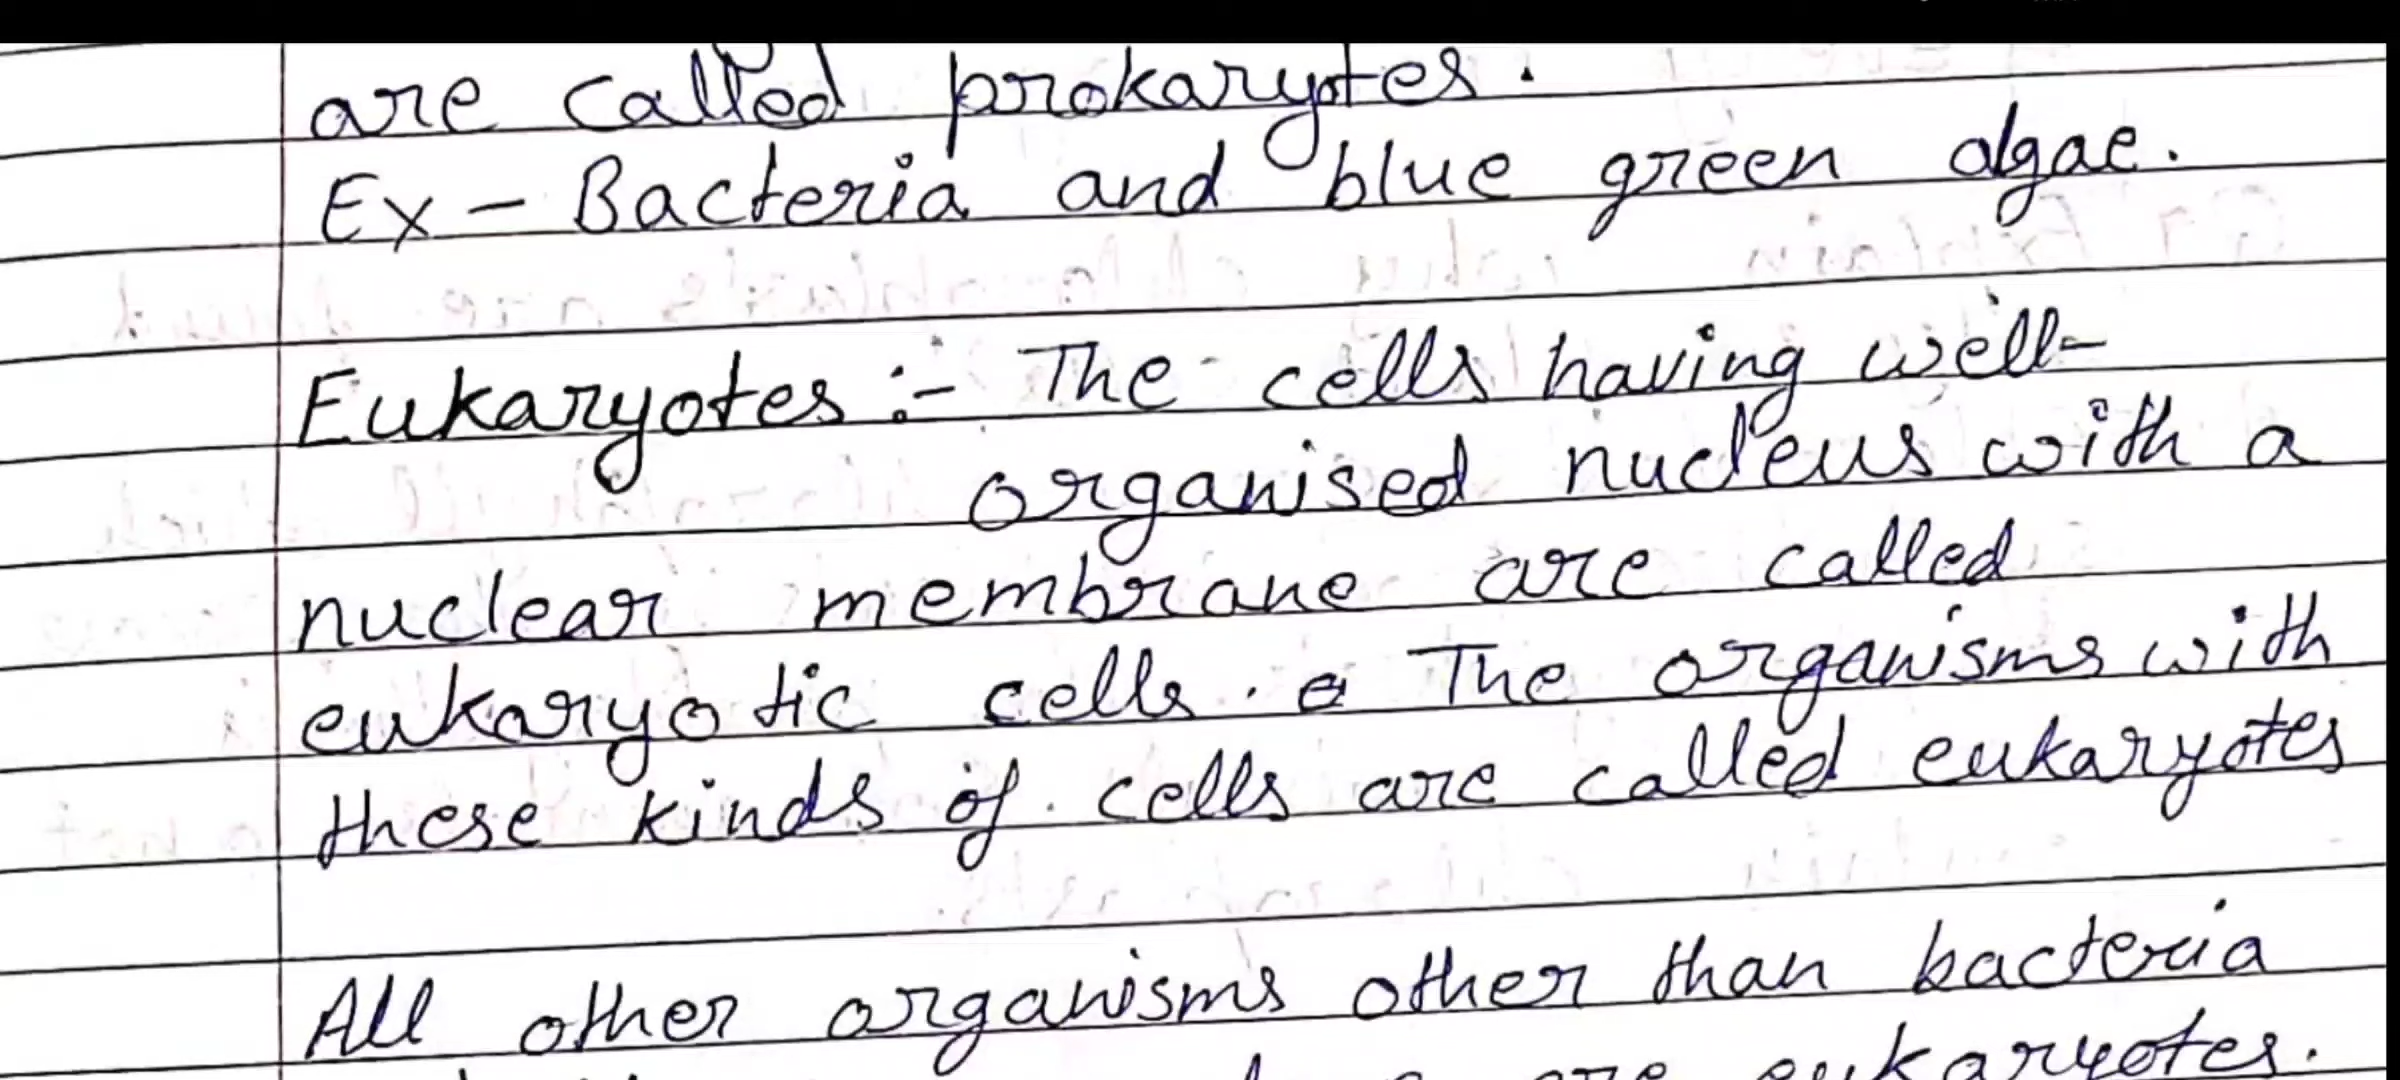 are called prokaryotes.
Ex - Bacteria and blue green algae.
Eukaryotes :- The cells having well-
organised nucleus with a
nuclear membrane are called
eukaryotic cells. The organisms with
these kinds of cells are called eukaryotes
All other organisms other than bacteria
are eukaryotes.